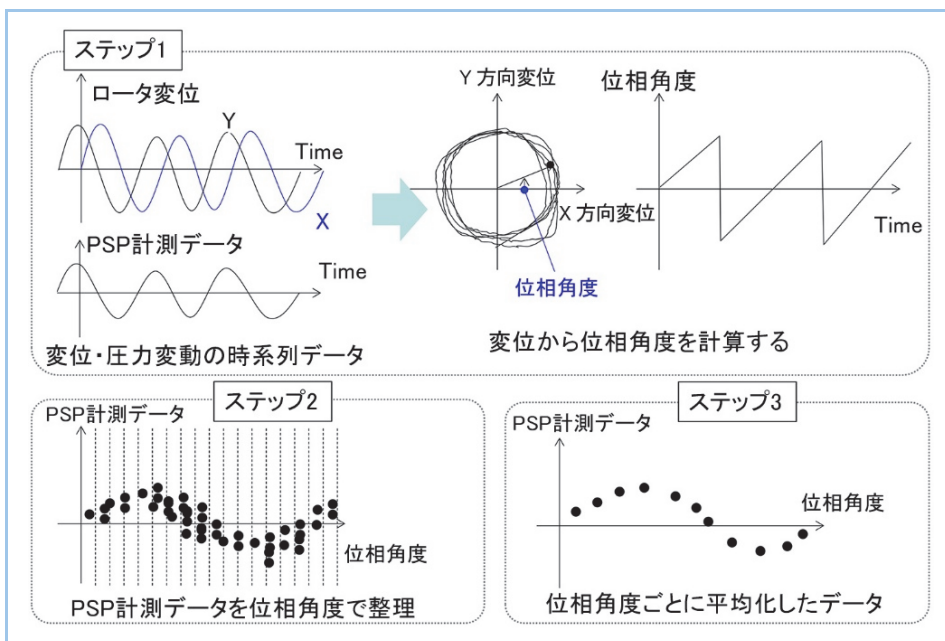 ステップ1
ロータ変位
Y
Time
X
PSP計測データ
Time
変位・圧力変動の時系列データ
Y 方向変位
X 方向変位
位相角度
位相角度
Time
変位から位相角度を計算する
ステップ2
PSP計測データ
位相角度
PSP計測データを位相角度で整理
ステップ3
PSP計測データ
位相角度
位相角度ごとに平均化したデータ